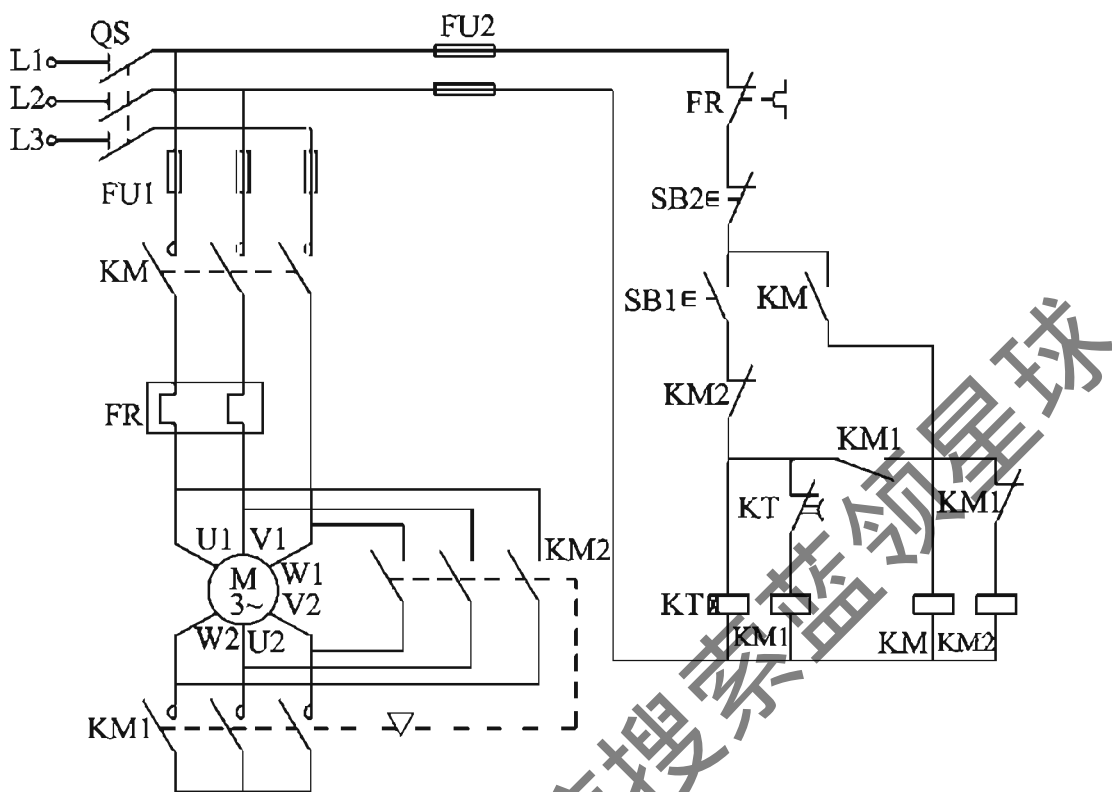 QS
FU2
L1
L2
L3
FR
FU1
SB2
KM
SB1
KM
KM2
FR
KM1
KT
KM1
U1 V1
KM2
M
3~
W1
V2
W2 U2
KT
KM1
KM
KM2
KM1
搜索蓝领星球